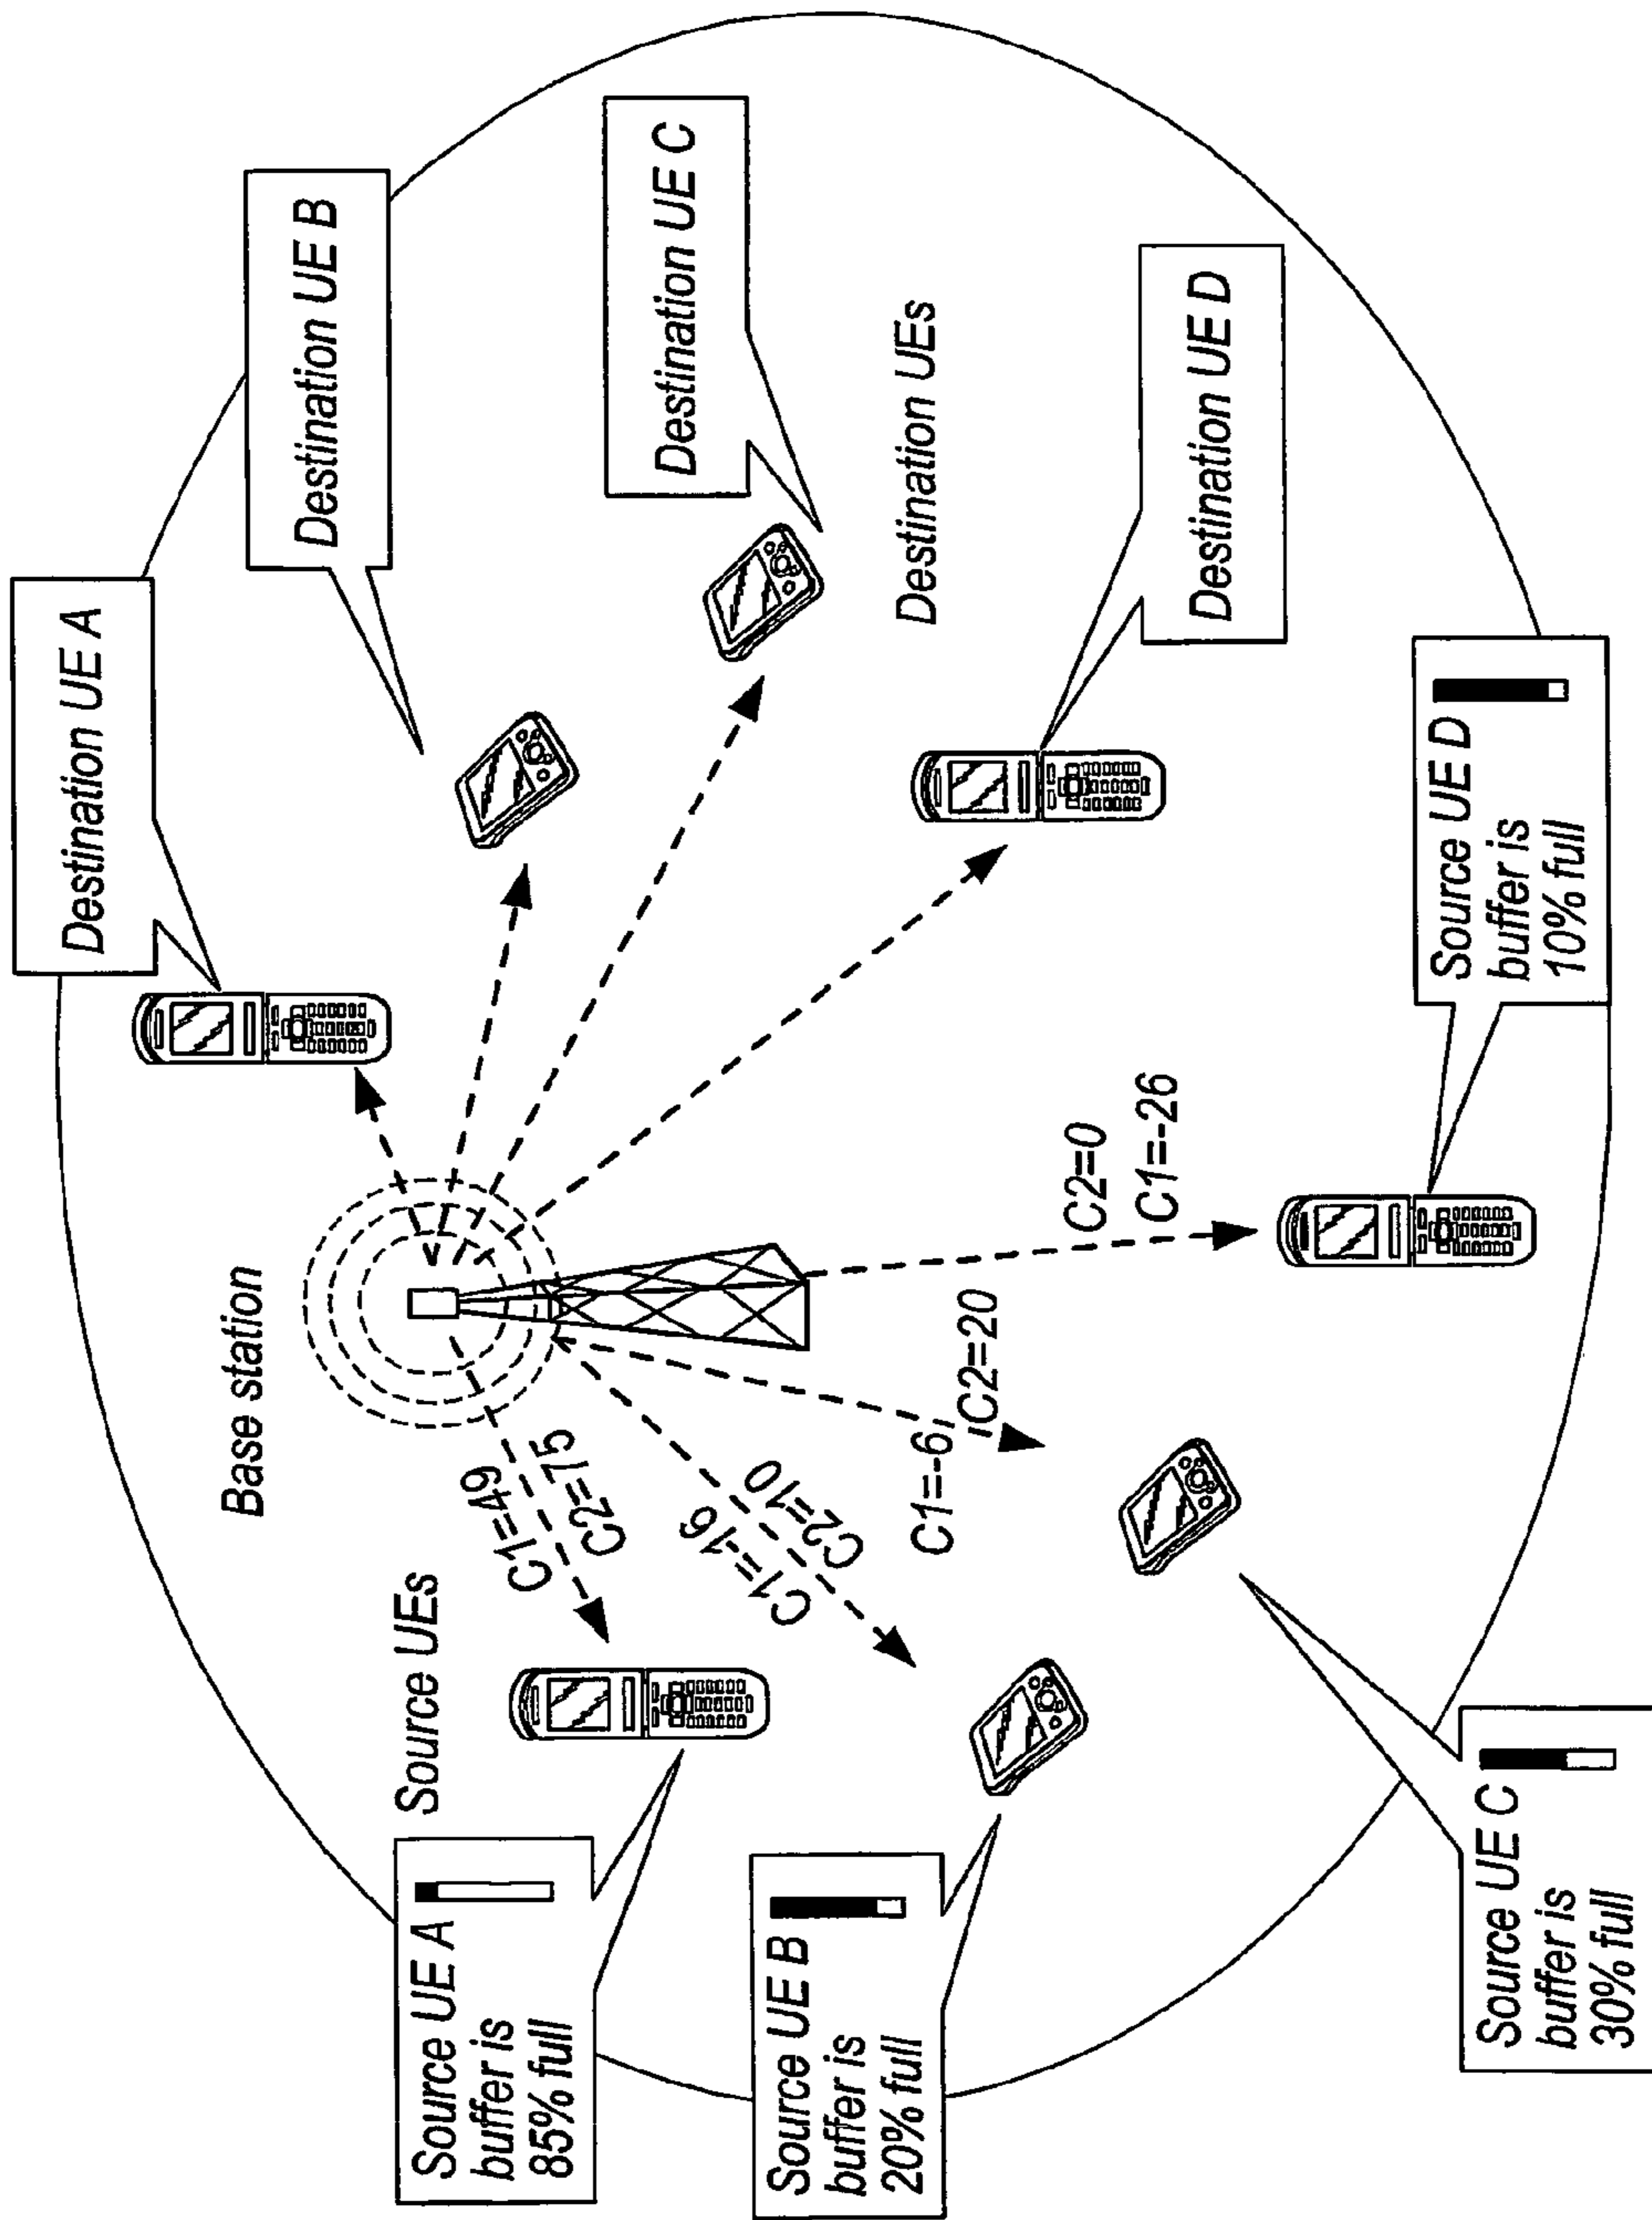 Source UE A
buffer is
85% full
Source UEs
Base station
Destination UE A
Destination UE B
Destination UE C
Destination UEs
Destination UE D
C1=49
C2=75
C1=-16
C2=10
C1=-6
C2=20
C2=0
C1=-26
Source UE B
buffer is
20% full
Source UE C
buffer is
30% full
Source UE D
buffer is
10% full